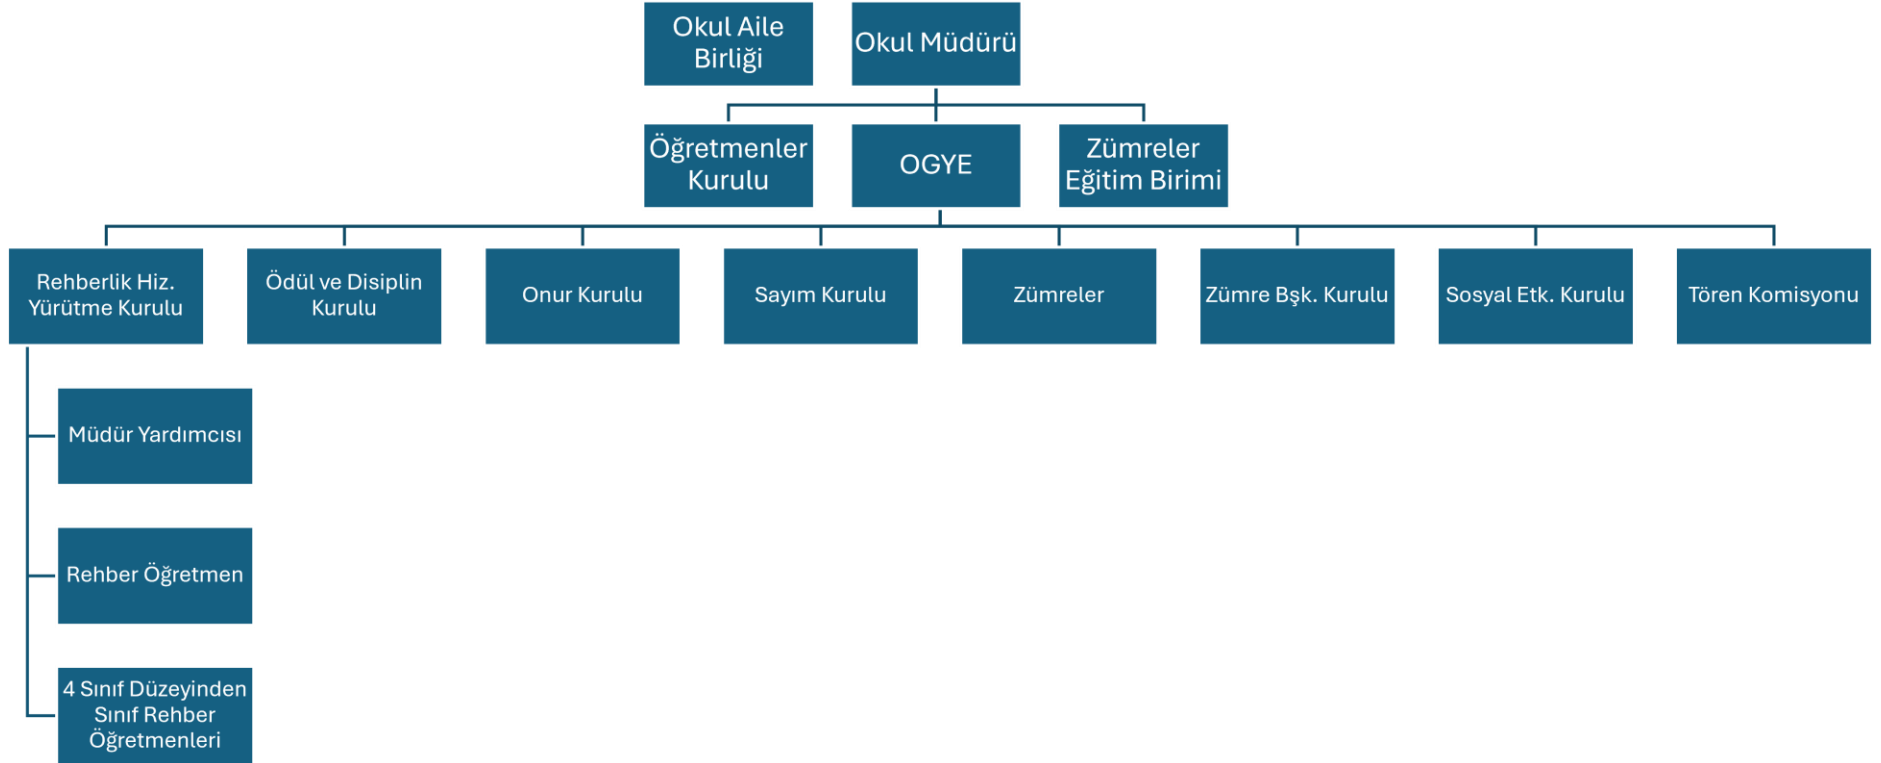 Okul Aile
Birliği
Okul Müdürü
Öğretmenler
Kurulu
OGYE
Zümreler
Eğitim Birimi
Rehberlik Hiz.
Yürütme Kurulu
Ödül ve Disiplin
Kurulu
Onur Kurulu
Sayım Kurulu
Zümreler
Zümre Bşk. Kurulu
Sosyal Etk. Kurulu
Tören Komisyonu
Müdür Yardımcısı
Rehber Öğretmen
4 Sınıf Düzeyinden
Sınıf Rehber
Öğretmenleri